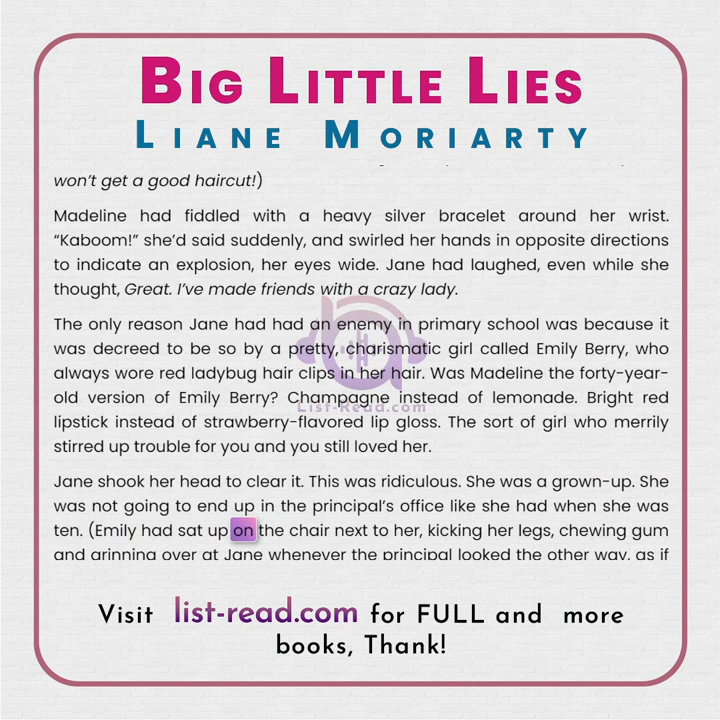 BIG LITTLE LIES
LIANE MORIARTY
won’t get a good haircut!)
Madeline had fiddled with a heavy silver bracelet around her wrist.
“Kaboom!” she’d said suddenly, and swirled her hands in opposite directions
to indicate an explosion, her eyes wide. Jane had laughed, even while she
thought, Great. I’ve made friends with a crazy lady.
The only reason Jane had had an enemy in primary school was because it
was decreed to be so by a pretty, charismatic girl called Emily Berry, who
always wore red ladybug hair clips in her hair. Was Madeline the forty-year-
old version of Emily Berry? Champagne instead of lemonade. Bright red
List-Read.com
lipstick instead of strawberry-flavored lip gloss. The sort of girl who merrily
stirred up trouble for you and you still loved her.
Jane shook her head to clear it. This was ridiculous. She was a grown-up. She
was not going to end up in the principal’s office like she had when she was
ten. (Emily had sat up on the chair next to her, kicking her legs, chewing gum
and grinning over at Jane whenever the principal looked the other way, as if
Visit list-read.com for FULL and more
books, Thank!